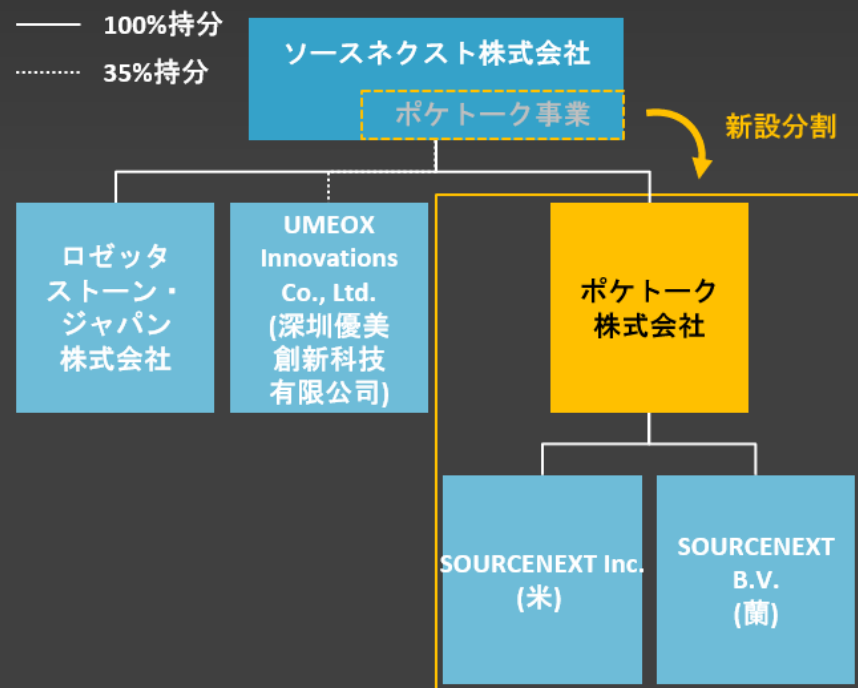 100%持分
35%持分
ソースネクスト株式会社
ポケトーク事業
新設分割
ロゼッタ
ストーン・
ジャパン
株式会社
UMEOX
Innovations
Co., Ltd.
(深圳優美
創新科技
有限公司)
ポケトーク
株式会社
SOURCENEXT Inc.
(米)
SOURCENEXT
B.V.
(蘭)